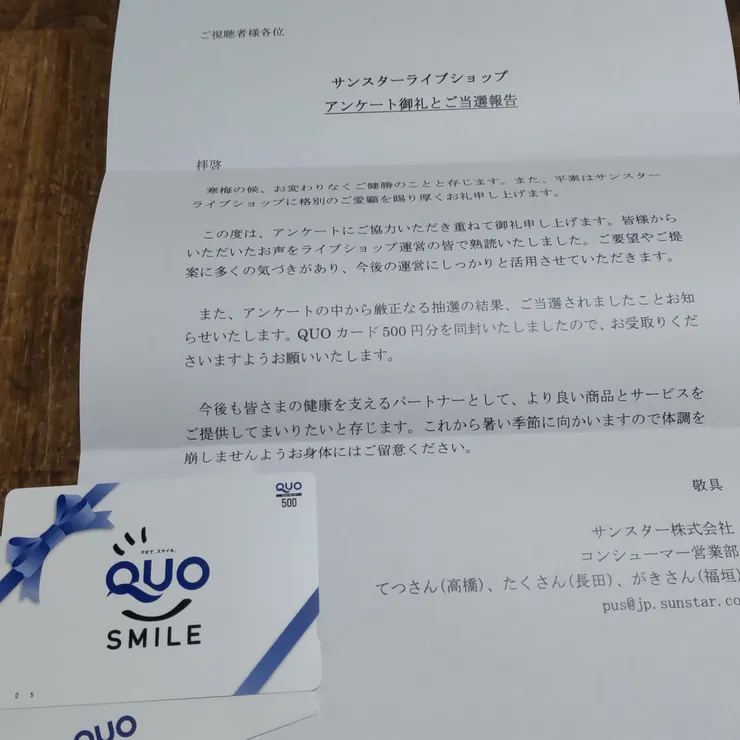 ご視聴者様各位
サンスターライブショップ
アンケート御礼とご当選報告
拝啓
寒梅の候、お変わりなくご健勝のことと存じます。また、平素はサンスター
ライブショップに格別のご愛顧を賜り厚くお礼申し上げます。
この度は、アンケートにご協力いただき重ねて御礼申し上げます。皆様から
いただいたお声をライブショップ運営の皆で熟読いたしました。ご要望やご提
案に多くの気づきがあり、今後の運営にしっかりと活用させていただきます。
また、アンケートの中から厳正なる抽選の結果、ご当選されましたことお知
らせいたします。QUOカード500円分を同封いたしましたので、お受取りくだ
さいますようお願いいたします。
今後も皆さまの健康を支えるパートナーとして、より良い商品とサービスを
ご提供してまいりたいと存じます。これから暑い季節に向かいますので体調を
崩しませんようお身体にはご留意ください。
敬具
サンスター株式会社
コンシューマー営業部
てつさん(髙橋)、たくさん(長田)、がきさん(福垣)
pus@jp.sunstar.co
QUO
500
クオで、スマイル。
QUO
SMILE
05
QUO